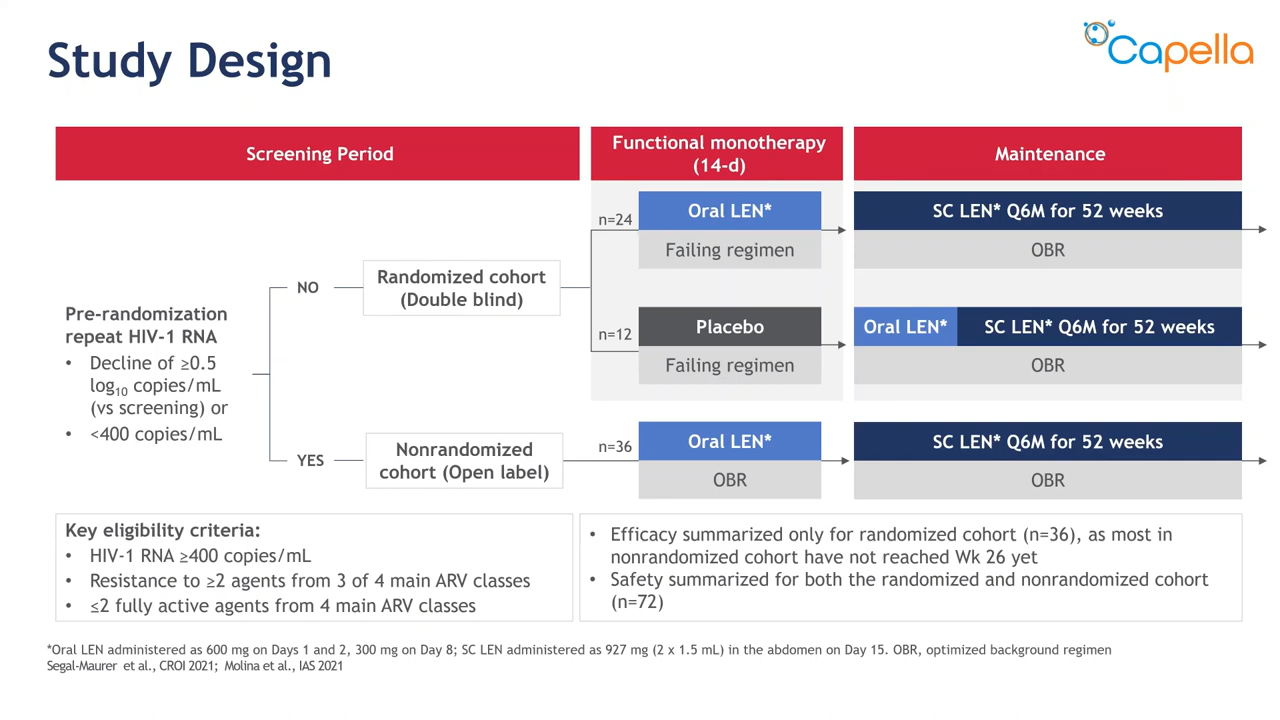 Study Design
Capella
Screening Period
Functional monotherapy
(14-d)
Maintenance
Pre-randomization
repeat HIV-1 RNA
• Decline of ≥0.5
log10 copies/mL
(vs screening) or
• <400 copies/mL
NO
Randomized cohort
(Double blind)
n=24
Oral LEN*
Failing regimen
SC LEN* Q6M for 52 weeks
OBR
n=12
Placebo
Failing regimen
Oral LEN*
SC LEN* Q6M for 52 weeks
OBR
YES
Nonrandomized
cohort (Open label)
n=36
Oral LEN*
OBR
SC LEN* Q6M for 52 weeks
OBR
Key eligibility criteria:
• HIV-1 RNA ≥400 copies/mL
• Resistance to ≥2 agents from 3 of 4 main ARV classes
• ≤2 fully active agents from 4 main ARV classes
• Efficacy summarized only for randomized cohort (n=36), as most in
nonrandomized cohort have not reached Wk 26 yet
• Safety summarized for both the randomized and nonrandomized cohort
(n=72)
*Oral LEN administered as 600 mg on Days 1 and 2, 300 mg on Day 8; SC LEN administered as 927 mg (2 x 1.5 mL) in the abdomen on Day 15. OBR, optimized background regimen
Segal-Maurer et al., CROI 2021; Molina et al., IAS 2021